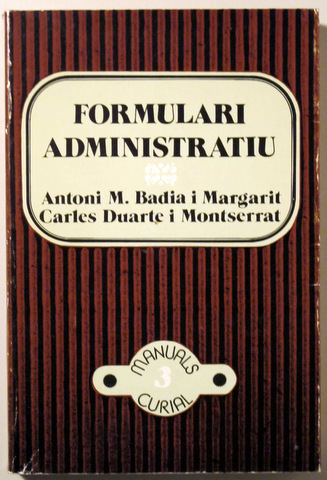 FORMULARI
ADMINISTRATIU
Antoni M. Badia i Margarit
Carles Duarte i Montserrat
MANUALS
3
CURIAL